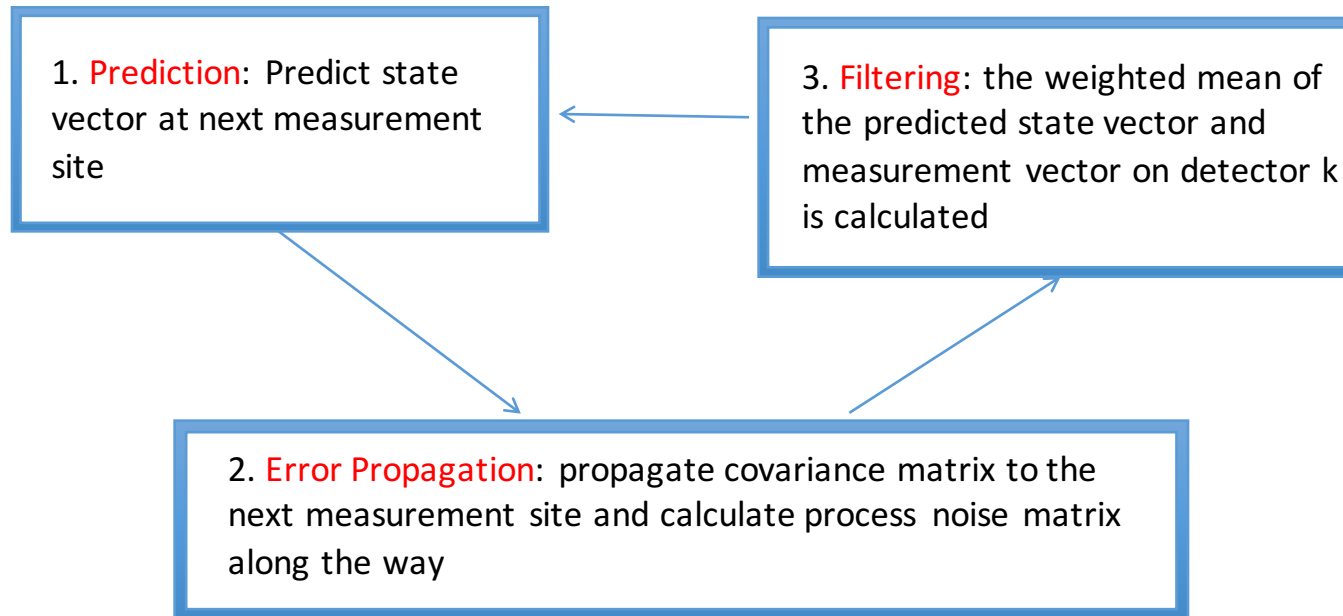 1. Prediction: Predict state
vector at next measurement
site
3. Filtering: the weighted mean of
the predicted state vector and
measurement vector on detector k
is calculated
2. Error Propagation: propagate covariance matrix to the
next measurement site and calculate process noise matrix
along the way